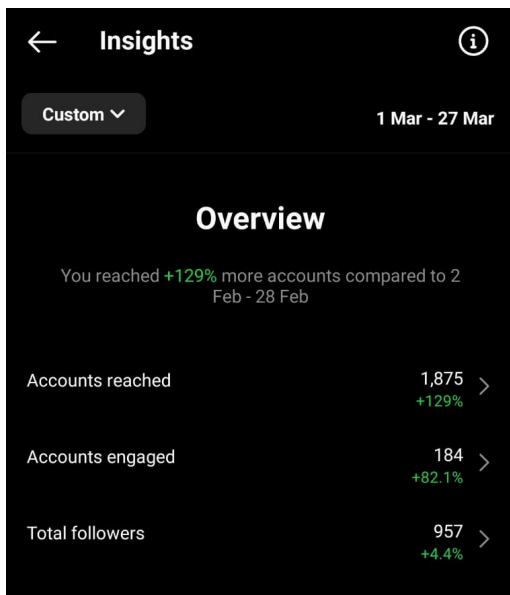 Insights
Custom
1 Mar - 27 Mar
Overview
You reached +129% more accounts compared to 2
Feb - 28 Feb
Accounts reached
1,875
+129%
Accounts engaged
184
+82.1%
Total followers
957
+4.4%